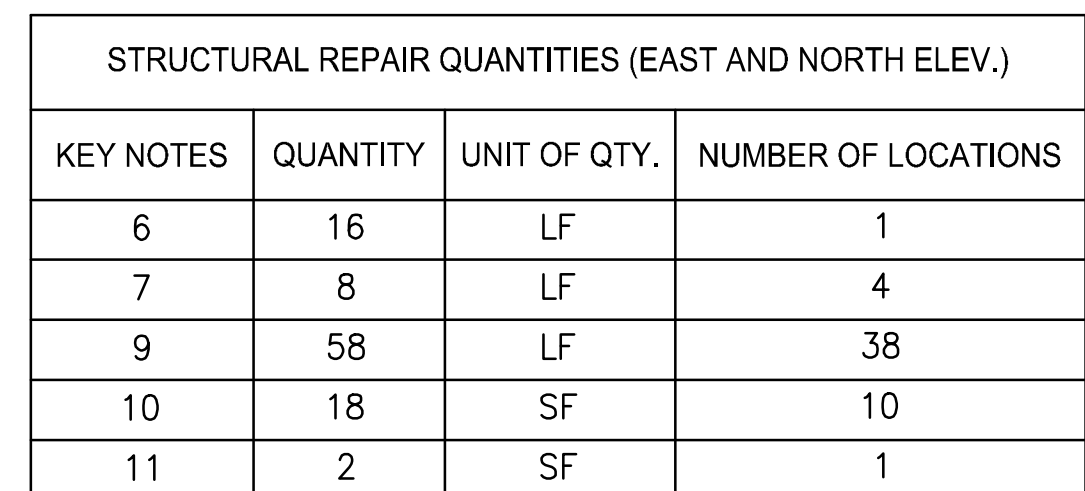 STRUCTURAL REPAIR QUANTITIES (EAST AND NORTH ELEV.)
KEY NOTES QUANTITY UNIT OF QTY. NUMBER OF LOCATIONS
6 16 LF 1
7 8 LF 4
9 58 LF 38
10 18 SF 10
11 2 SF 1